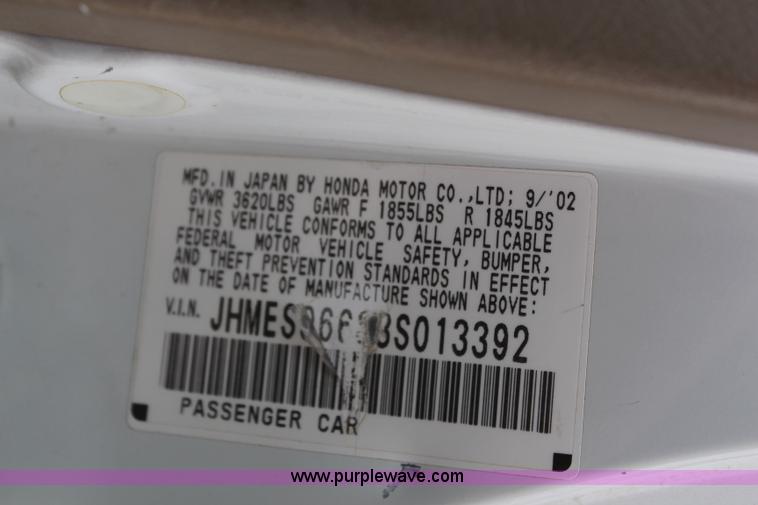 MFD. IN JAPAN BY HONDA MOTOR CO.,LTD; 9/'02
GVWR 3620LBS GAWR F 1855LBS R 1845LBS
THIS VEHICLE CONFORMS TO ALL APPLICABLE
FEDERAL MOTOR VEHICLE SAFETY, BUMPER,
AND THEFT PREVENTION STANDARDS IN EFFECT
ON THE DATE OF MANUFACTURE SHOWN ABOVE:
V.I.N.
PASSENGER CAR
www.purplewave.com